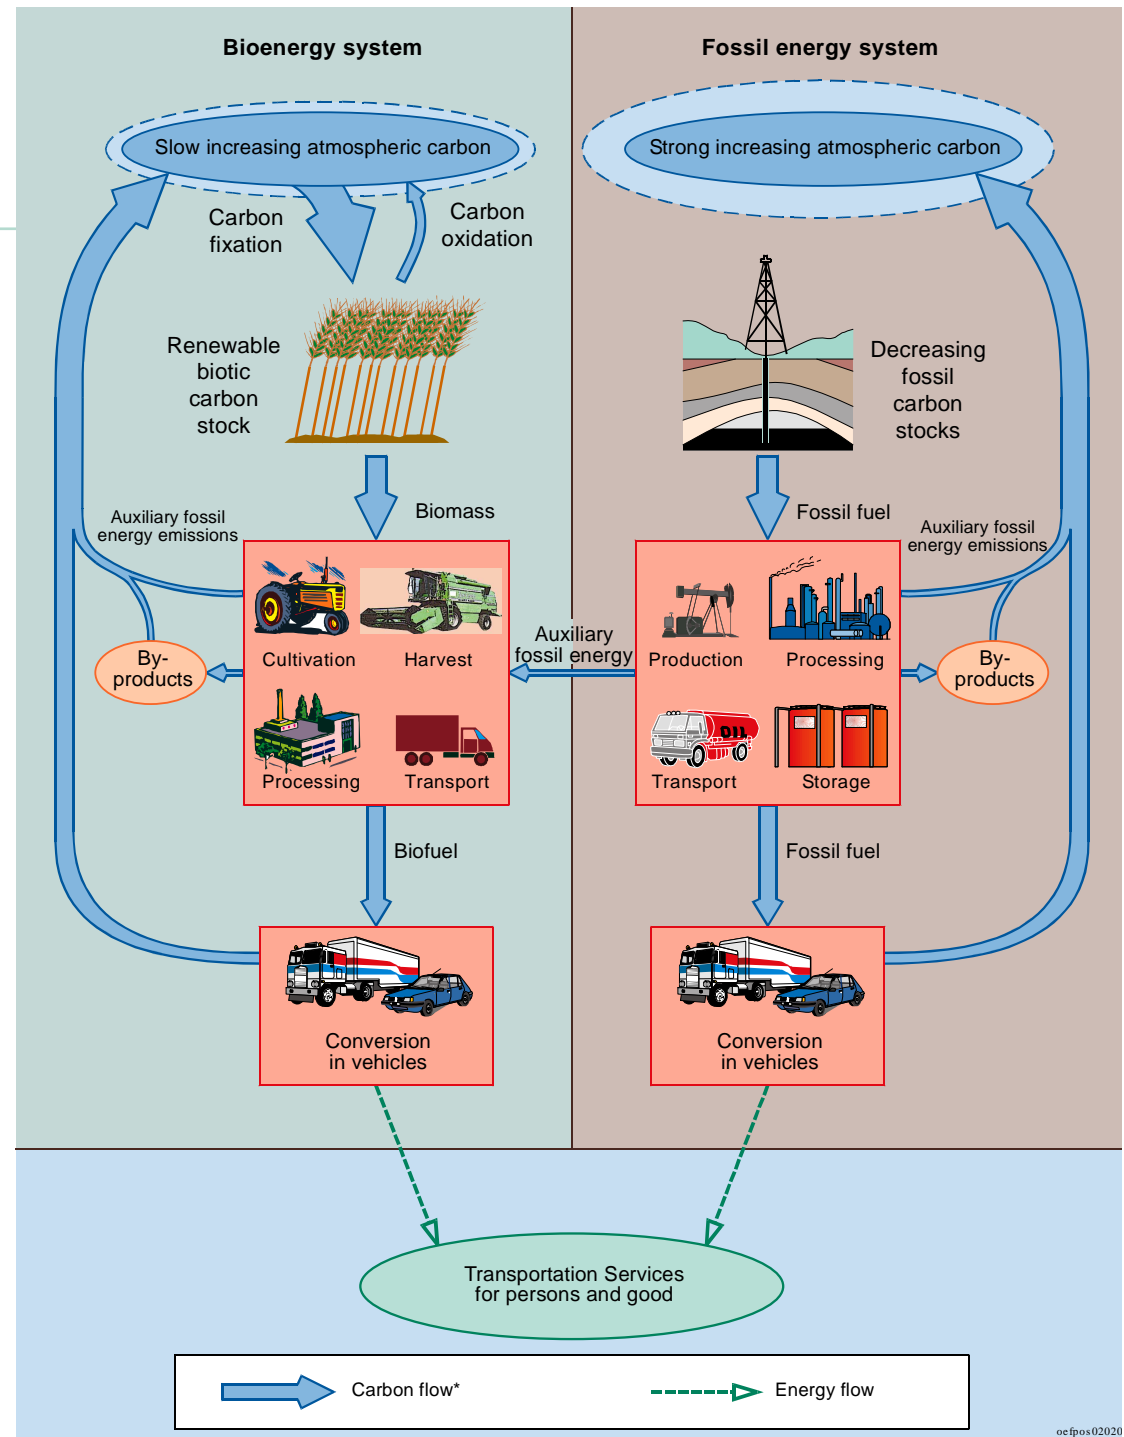 Bioenergy system
Fossil energy system
Slow increasing atmospheric carbon
Strong increasing atmospheric carbon
Carbon
fixation
Carbon
oxidation
Renewable
biotic
carbon
stock
Decreasing
fossil
carbon
stocks
Biomass
Fossil fuel
Auxiliary fossil
energy emissions
Auxiliary fossil
energy emissions
Cultivation
Harvest
Processing
Transport
By-
products
Auxiliary
fossil energy
Production
Processing
OIL
Transport
Storage
By-
products
Biofuel
Fossil fuel
Conversion
in vehicles
Conversion
in vehicles
Transportation Services
for persons and good
Carbon flow*
Energy flow
oefpos02020